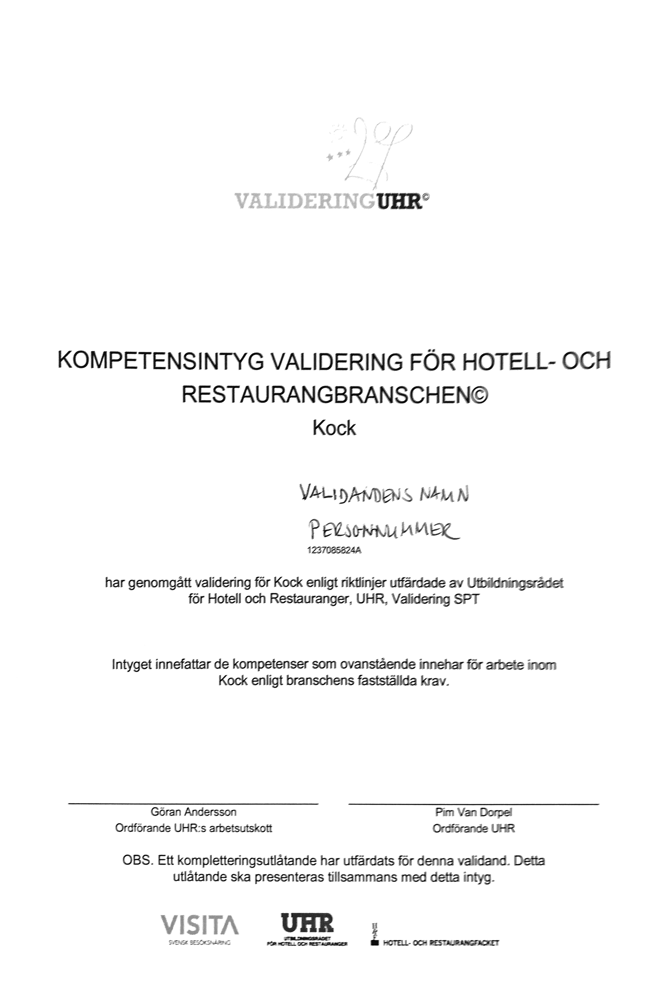 VALIDERINGUHR©
KOMPETENSINTYG VALIDERING FÖR HOTELL- OCH
RESTAURANGBRANSCHEN©
Kock
VALIDANDENS NAMN
PERSONNUMMER
1237085824A
har genomgått validering för Kock enligt riktlinjer utfärdade av Utbildningsrådet
för Hotell och Restauranger, UHR, Validering SPT
Intyget innefattar de kompetenser som ovanstående innehar för arbete inom
Kock enligt branschens fastställda krav.
Göran Andersson
Ordförande UHR:s arbetsutskott
Pim Van Dorpel
Ordförande UHR
OBS. Ett kompletteringsutlåtande har utfärdats för denna validand. Detta
utlåtande ska presenteras tillsammans med detta intyg.
VISITA
SVENSK BESÖKSNÄRING
UHR
UTBILDNINGSRÅDET
FÖR HOTELL OCH RESTAURANGER
HRF
HOTELL- OCH RESTAURANGFACKET